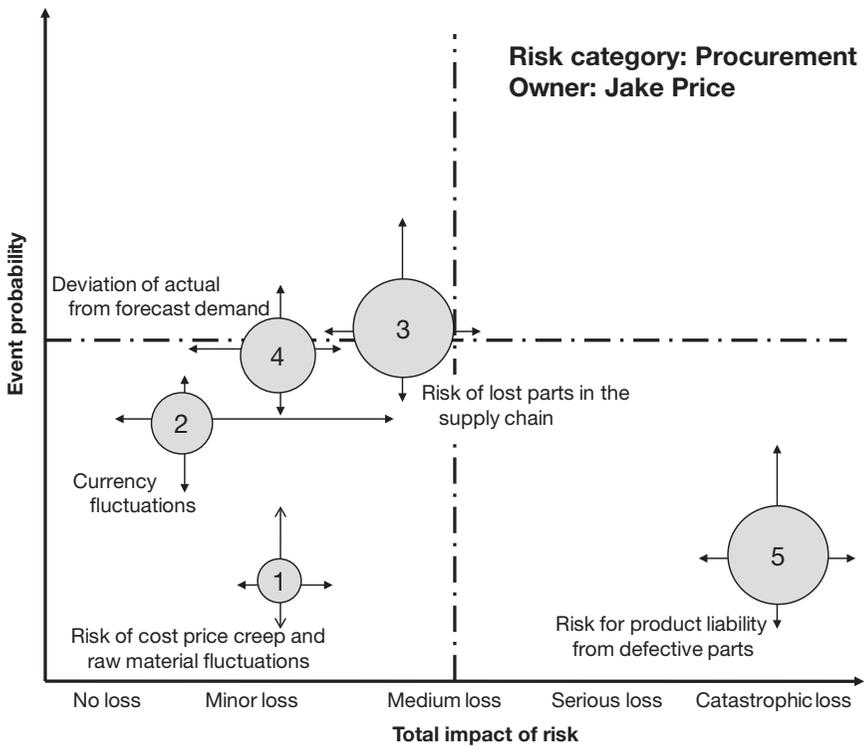 Risk category: Procurement
Owner: Jake Price
Event probability
Deviation of actual
from forecast demand
3
4
Risk of lost parts in the
supply chain
2
Currency
fluctuations
5
1
Risk for product liability
from defective parts
Risk of cost price creep and
raw material fluctuations
No loss
Minor loss
Medium loss
Serious loss
Catastrophic loss
Total impact of risk